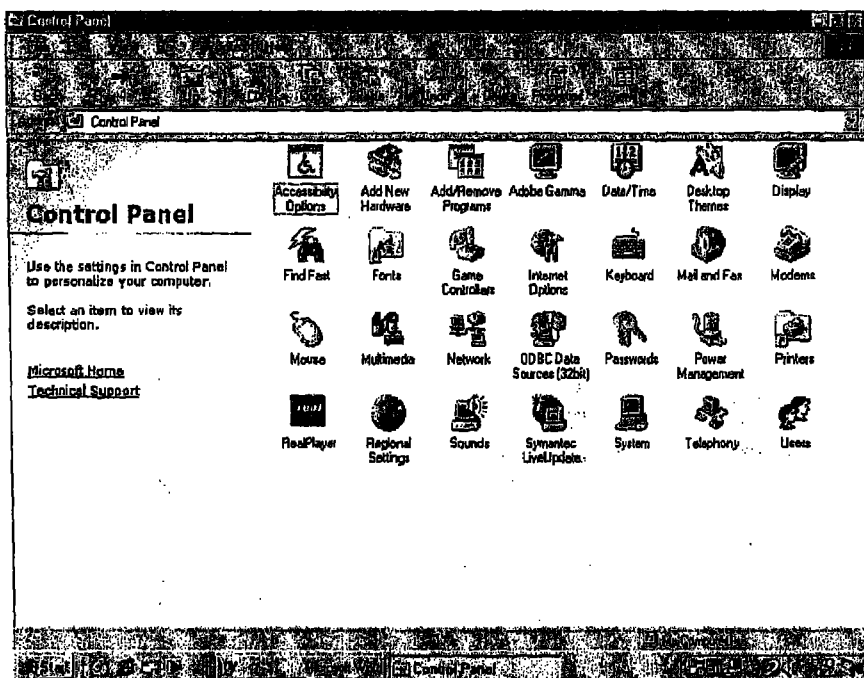 Control Panel
Control Panel
Accessibility Options
Add New Hardware
Add/Remove Programs
Adobe Gamma
Date/Time
Desktop Themes
Display
Control Panel
Use the settings in Control Panel
to personalize your computer.
Select an item to view its
description.
Microsoft Home
Technical Support
Find Fast
Fonts
Game Controllers
Internet Options
Keyboard
Mail and Fax
Modems
Mouse
Multimedia
Network
ODBC Data Sources (32bit)
Passwords
Power Management
Printers
real
RealPlayer
Regional Settings
Sounds
Symantec LiveUpdate
System
Telephony
Users
Start
Control Panel